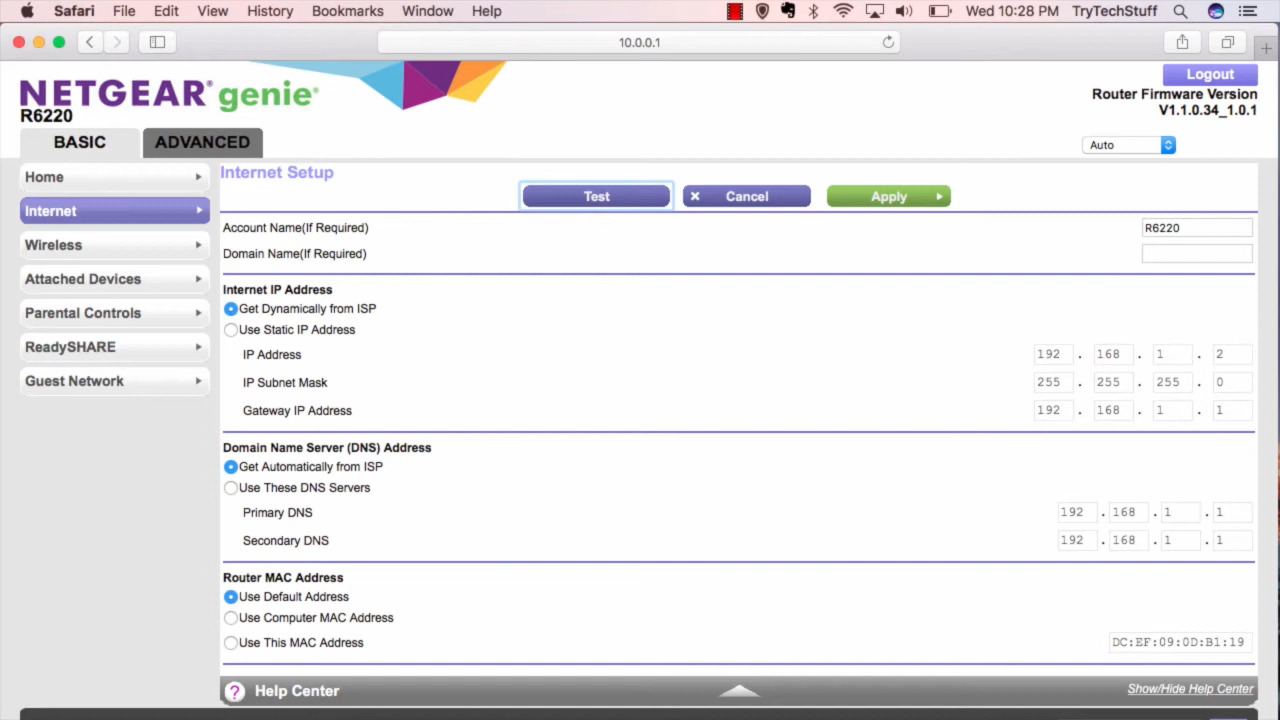 Safari File Edit View History Bookmarks Window Help Wed 10:28 PM TryTechStuff
10.0.0.1
NETGEAR® genie®
R6220
Logout
Router Firmware Version
V1.1.0.34_1.0.1
BASIC ADVANCED
Auto
Home
Internet
Wireless
Attached Devices
Parental Controls
ReadySHARE
Guest Network
Internet Setup
Test Cancel Apply
Account Name(If Required) R6220
Domain Name(If Required)
Internet IP Address
Get Dynamically from ISP
Use Static IP Address
IP Address 192 . 168 . 1 . 2
IP Subnet Mask 255 . 255 . 255 . 0
Gateway IP Address 192 . 168 . 1 . 1
Domain Name Server (DNS) Address
Get Automatically from ISP
Use These DNS Servers
Primary DNS 192 . 168 . 1 . 1
Secondary DNS 192 . 168 . 1 . 1
Router MAC Address
Use Default Address
Use Computer MAC Address
Use This MAC Address DC:EF:09:0D:B1:19
? Help Center Show/Hide Help Center